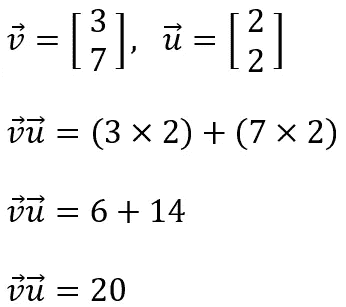 v⃗ = [3 7], u⃗ = [2 2]
v⃗u⃗ = (3 × 2) + (7 × 2)
v⃗u⃗ = 6 + 14
v⃗u⃗ = 20